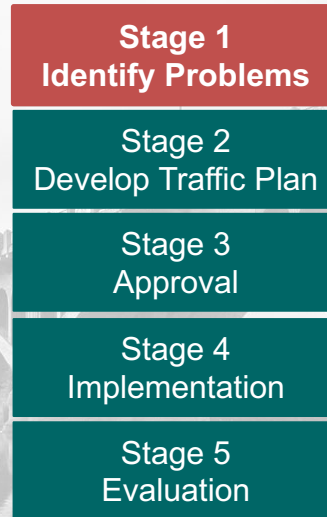 Stage 1
Identify Problems
Stage 2
Develop Traffic Plan
Stage 3
Approval
Stage 4
Implementation
Stage 5
Evaluation